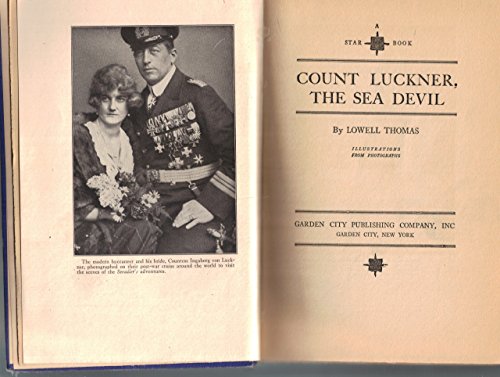 The modern buccaneer and his bride, Countess Ingaborg von Luck-
ner, photographed on their post-war cruise around the world to visit
the scenes of the Seeadler's adventures.
A
STAR BOOK
COUNT LUCKNER,
THE SEA DEVIL
By LOWELL THOMAS
ILLUSTRATIONS
FROM PHOTOGRAPHS
GARDEN CITY PUBLISHING COMPANY, INC
GARDEN CITY, NEW YORK